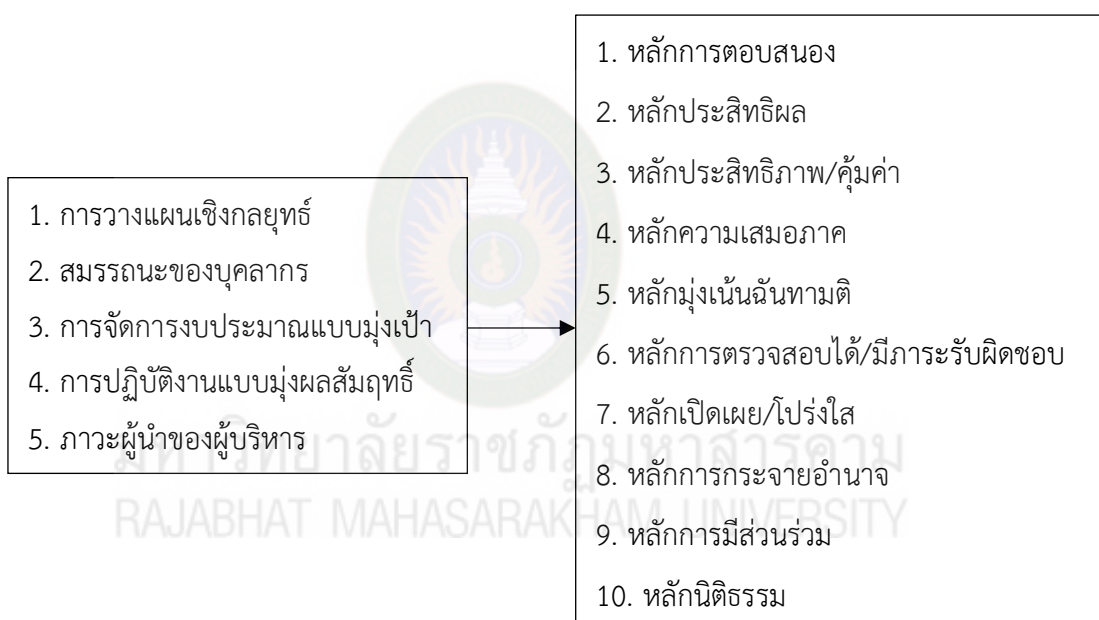 1. การวางแผนเชิงกลยุทธ์
2. สมรรถนะของบุคลากร
3. การจัดการงบประมาณแบบมุ่งเป้า
4. การปฏิบัติงานแบบมุ่งผลสัมฤทธิ์
5. ภาวะผู้นำของผู้บริหาร
1. หลักการตอบสนอง
2. หลักประสิทธิผล
3. หลักประสิทธิภาพ/คุ้มค่า
4. หลักความเสมอภาค
5. หลักมุ่งเน้นฉันทามติ
6. หลักการตรวจสอบได้/มีภาระรับผิดชอบ
7. หลักเปิดเผย/โปร่งใส
8. หลักการกระจายอำนาจ
9. หลักการมีส่วนร่วม
10. หลักนิติธรรม
มหาวิทยาลัยราชภัฏมหาสารคาม
RAJABHAT MAHASARAKHAM UNIVERSITY